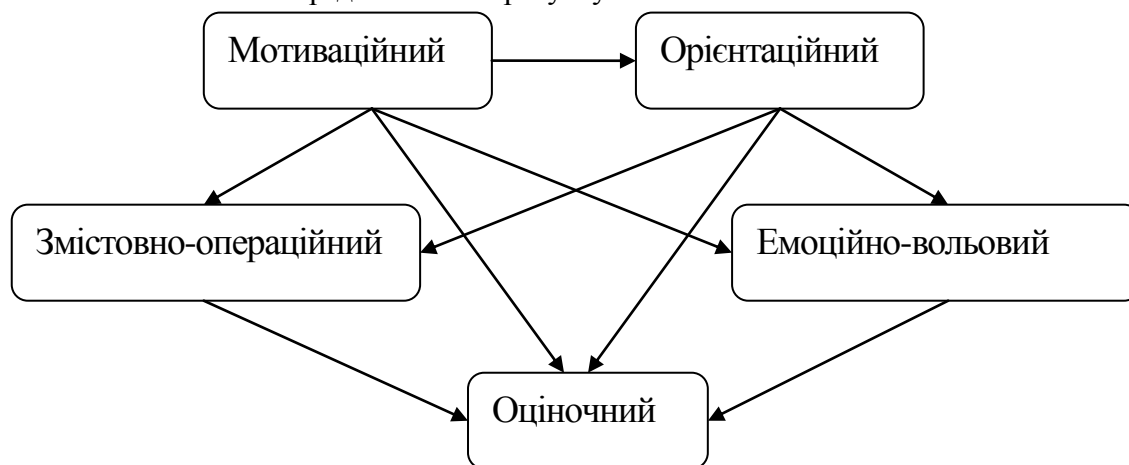 Мотиваційний
Орієнтаційний
Змістовно-операційний
Емоційно-вольовий
Оціночний